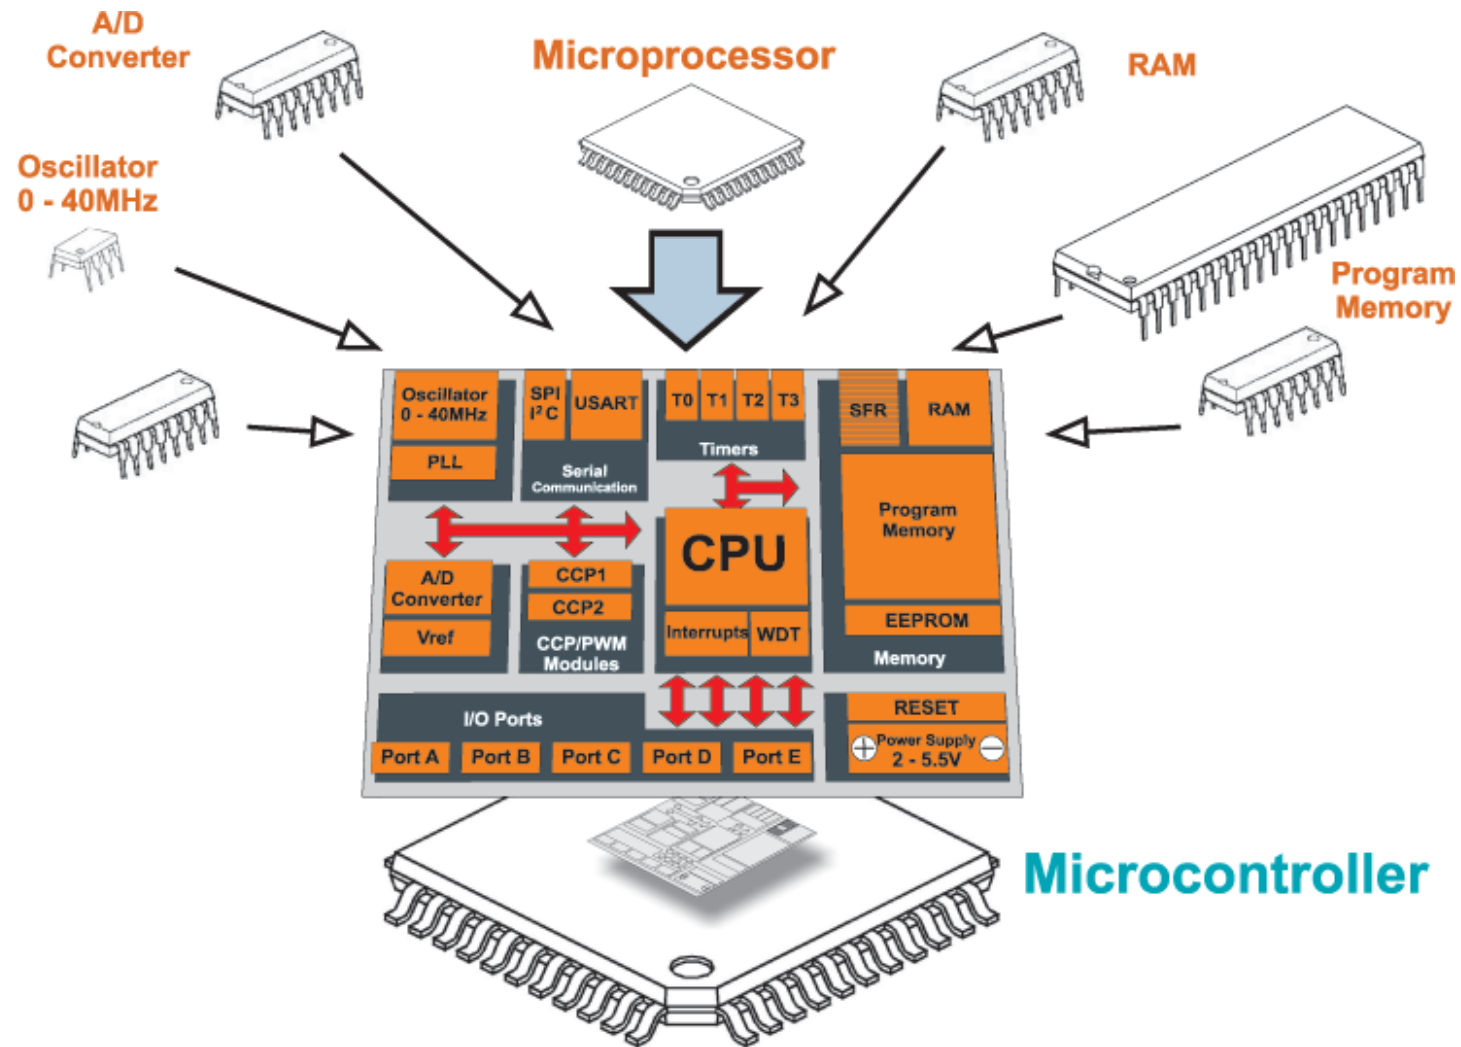 A/D
Converter
Microprocessor
RAM
Oscillator
0 - 40MHz
Program
Memory
Oscillator
0 - 40MHz
PLL
SPI
I²C
USART
Serial
Communication
T0 T1 T2 T3
Timers
SFR
RAM
Program
Memory
EEPROM
Memory
A/D
Converter
Vref
CCP1
CCP2
CCP/PWM
Modules
CPU
Interrupts
WDT
I/O Ports
Port A Port B Port C Port D Port E
RESET
Power Supply
2 - 5.5V
Microcontroller